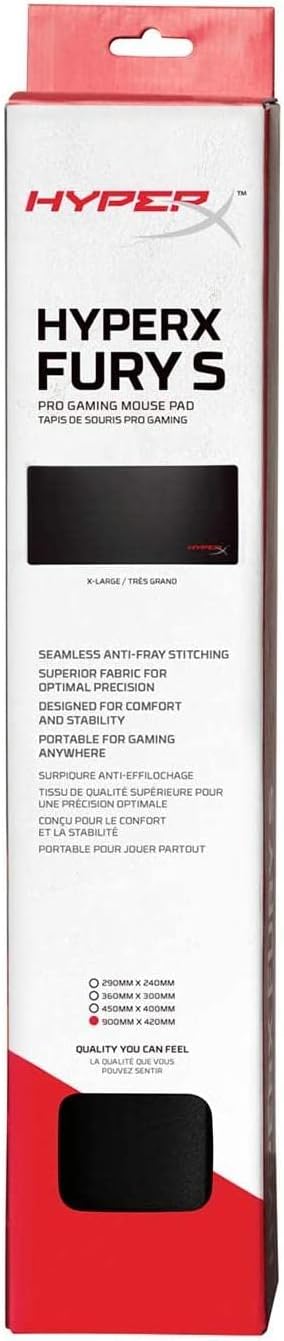 HYPERX™
HYPERX
FURY S
PRO GAMING MOUSE PAD
TAPIS DE SOURIS PRO GAMING
HYPERX
X-LARGE / TRÈS GRAND
SEAMLESS ANTI-FRAY STITCHING
SUPERIOR FABRIC FOR
OPTIMAL PRECISION
DESIGNED FOR COMFORT
AND STABILITY
PORTABLE FOR GAMING
ANYWHERE
SURPIQURE ANTI-EFFILOCHAGE
TISSU DE QUALITÉ SUPÉRIEURE POUR
UNE PRÉCISION OPTIMALE
CONÇU POUR LE CONFORT
ET LA STABILITÉ
PORTABLE POUR JOUER PARTOUT
290MM X 240MM
360MM X 300MM
450MM X 400MM
900MM X 420MM
QUALITY YOU CAN FEEL
LA QUALITÉ QUE VOUS
POUVEZ SENTIR